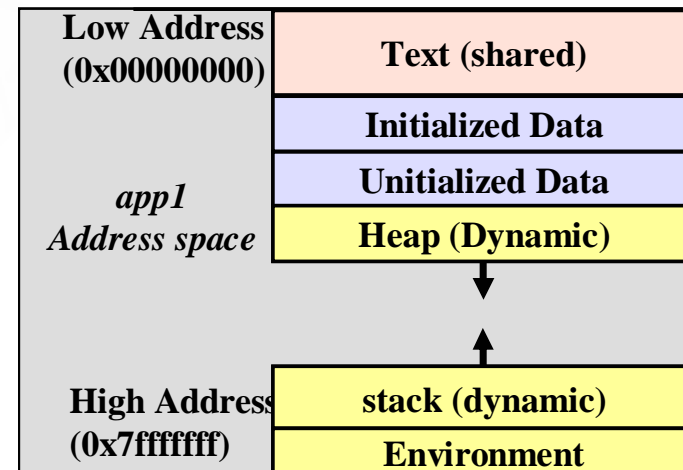 Low Address
(0x00000000)
Text (shared)
Initialized Data
Unitialized Data
app1
Address space
Heap (Dynamic)
High Address
(0x7fffffff)
stack (dynamic)
Environment